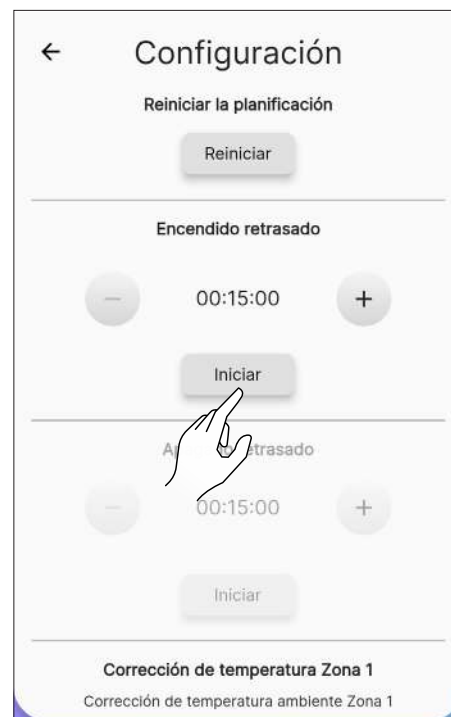 Configuración
Reiniciar la planificación
Reiniciar
Encendido retrasado
00:15:00
Iniciar
retrasado
00:15:00
Iniciar
Corrección de temperatura Zona 1
Corrección de temperatura ambiente Zona 1